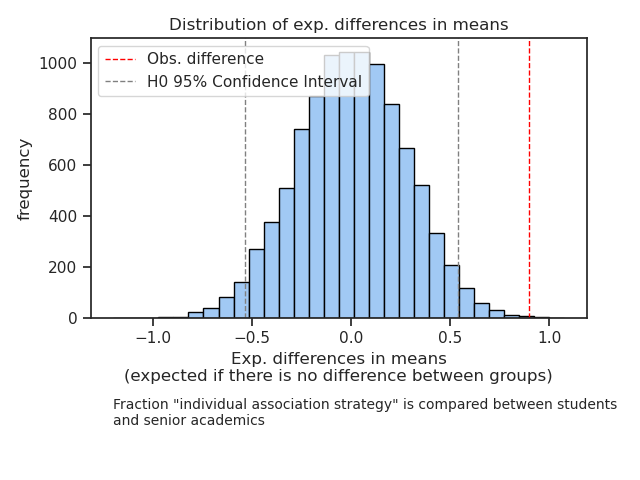 Distribution of exp. differences in means
Obs. difference
H0 95% Confidence Interval
1000
800
600
400
200
0
frequency
−1.0 −0.5 0.0 0.5 1.0
Exp. differences in means
(expected if there is no difference between groups)
Fraction "individual association strategy" is compared between students
and senior academics